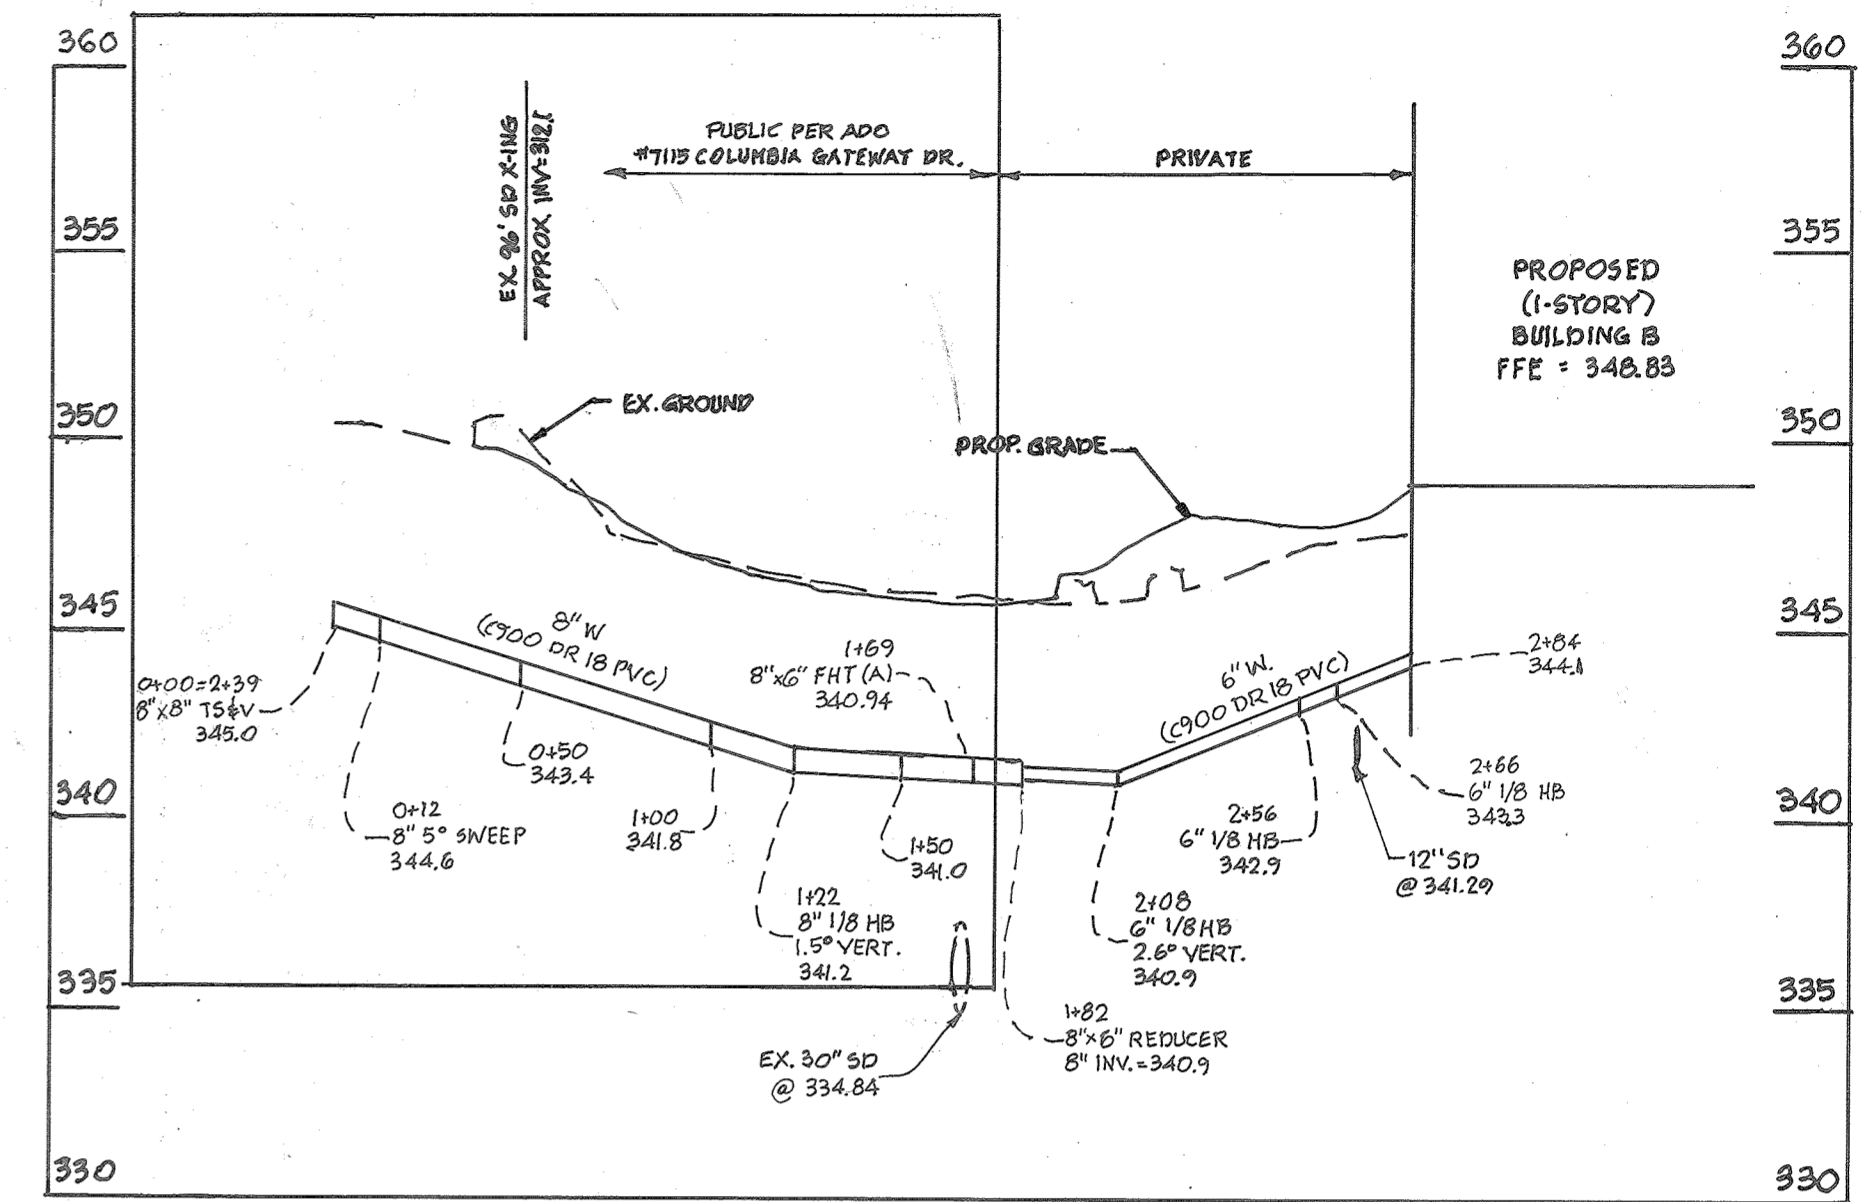 360
355
350
345
340
335
330
EX. 96" SD X-ING
APPROX. INV=312.1
PUBLIC PER ADO
#7115 COLUMBIA GATEWAT DR.
PRIVATE
360
355
350
345
340
335
330
PROPOSED
(1-STORY)
BUILDING B
FFE = 348.83
EX. GROUND
PROP. GRADE
8" W
(C900 DR 18 PVC)
6" W.
(C900 DR 18 PVC)
0+00=2+39
8"x8" TS&V
345.0
0+12
8" 5° SWEEP
344.6
0+50
343.4
1+00
341.8
1+22
8" 1/8 HB
1.5° VERT.
341.2
1+50
341.0
1+69
8"x6" FHT (A)
340.94
EX. 30" SD
@ 334.84
1+82
8"x6" REDUCER
8" INV.=340.9
2+08
6" 1/8 HB
2.6° VERT.
340.9
2+56
6" 1/8 HB
342.9
12" SD
@ 341.29
2+66
6" 1/8 HB
343.3
2+84
344.1